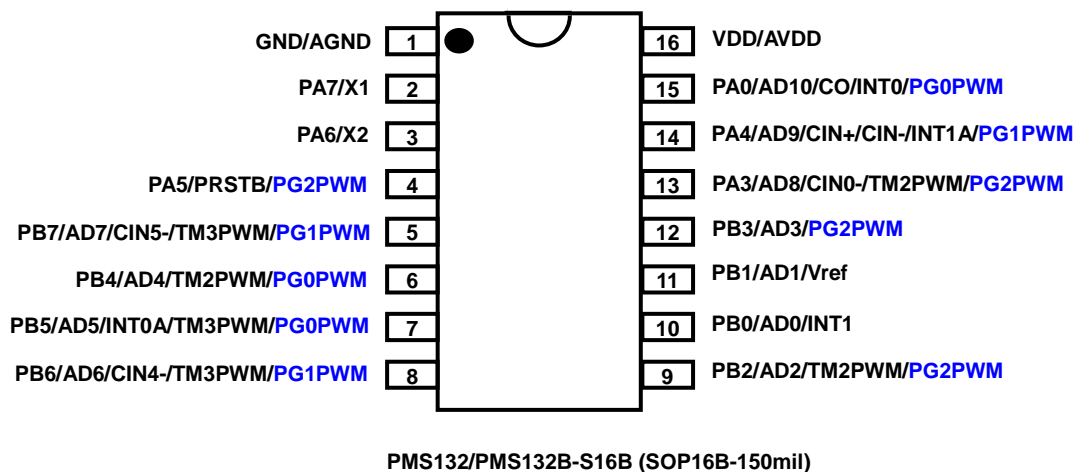 GND/AGND 1 16 VDD/AVDD
PA7/X1 2 15 PA0/AD10/CO/INT0/PG0PWM
PA6/X2 3 14 PA4/AD9/CIN+/CIN-/INT1A/PG1PWM
PA5/PRSTB/PG2PWM 4 13 PA3/AD8/CIN0-/TM2PWM/PG2PWM
PB7/AD7/CIN5-/TM3PWM/PG1PWM 5 12 PB3/AD3/PG2PWM
PB4/AD4/TM2PWM/PG0PWM 6 11 PB1/AD1/Vref
PB5/AD5/INT0A/TM3PWM/PG0PWM 7 10 PB0/AD0/INT1
PB6/AD6/CIN4-/TM3PWM/PG1PWM 8 9 PB2/AD2/TM2PWM/PG2PWM
PMS132/PMS132B-S16B (SOP16B-150mil)